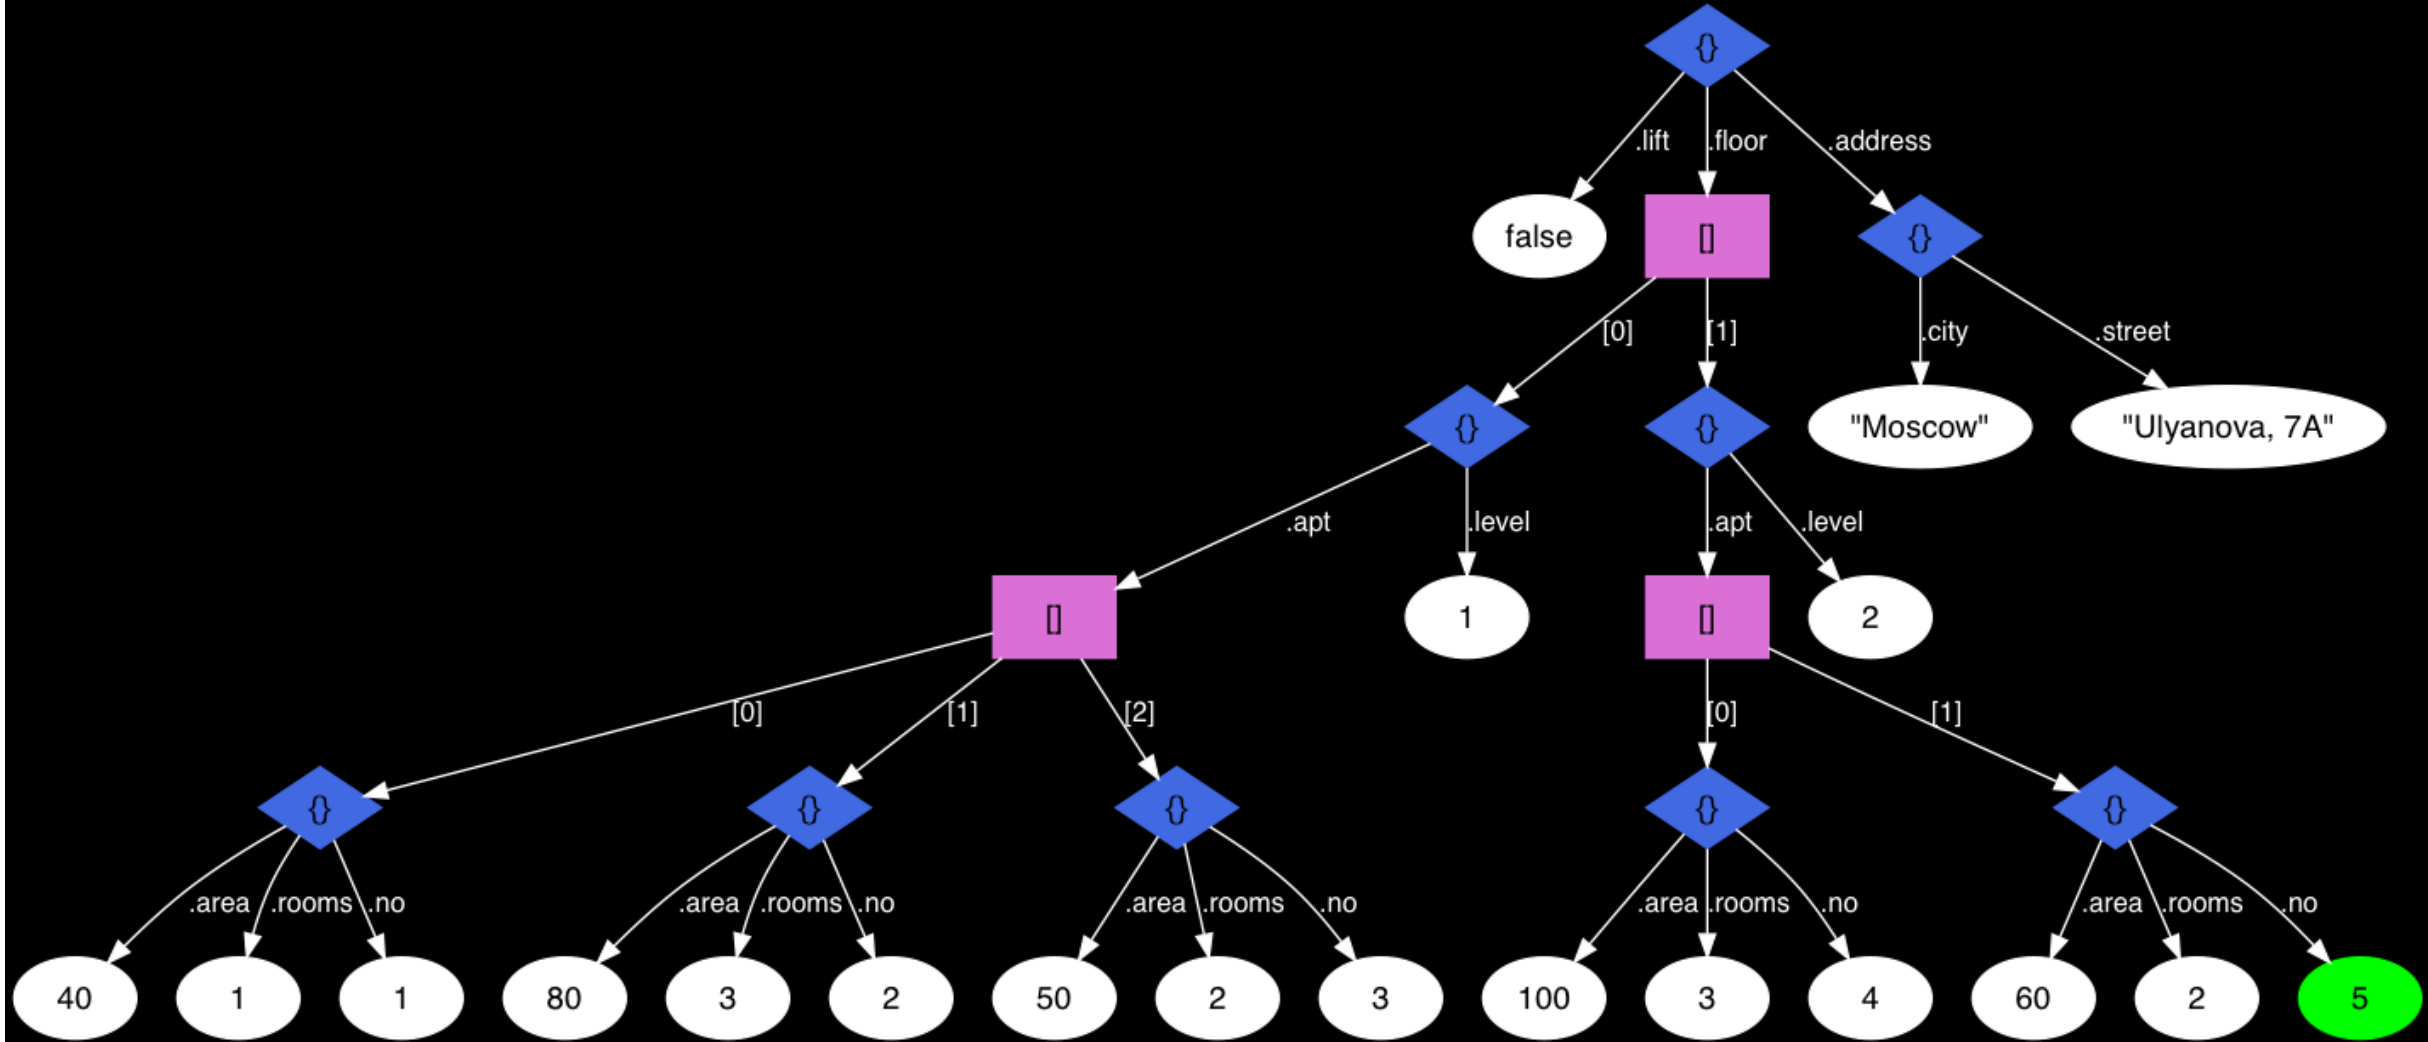 {}
.lift .floor .address
false [] {}
[0] [1] .city .street
{} {} "Moscow" "Ulyanova, 7A"
.apt .level .apt .level
[] 1 [] 2
[0] [1] [2] [0] [1]
{} {} {} {} {}
.area .rooms .no .area .rooms .no .area .rooms .no .area .rooms .no .area .rooms .no
40 1 1 80 3 2 50 2 3 100 3 4 60 2 5